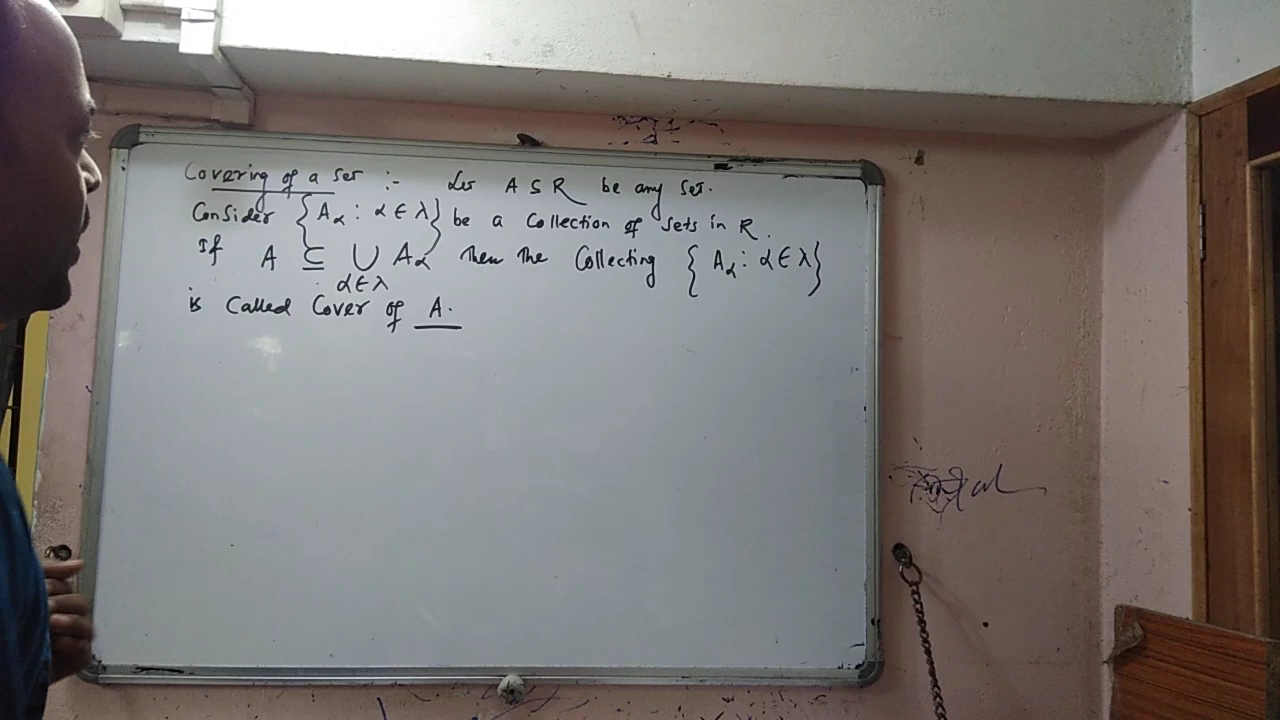 Covering of a set :- Let A ⊆ R be any set.
Consider {Aα : α ∈ λ} be a Collection of sets in R.
If A ⊆ ∪ Aα then the Collecting {Aα : α ∈ λ}
α ∈ λ
is Called Cover of A.